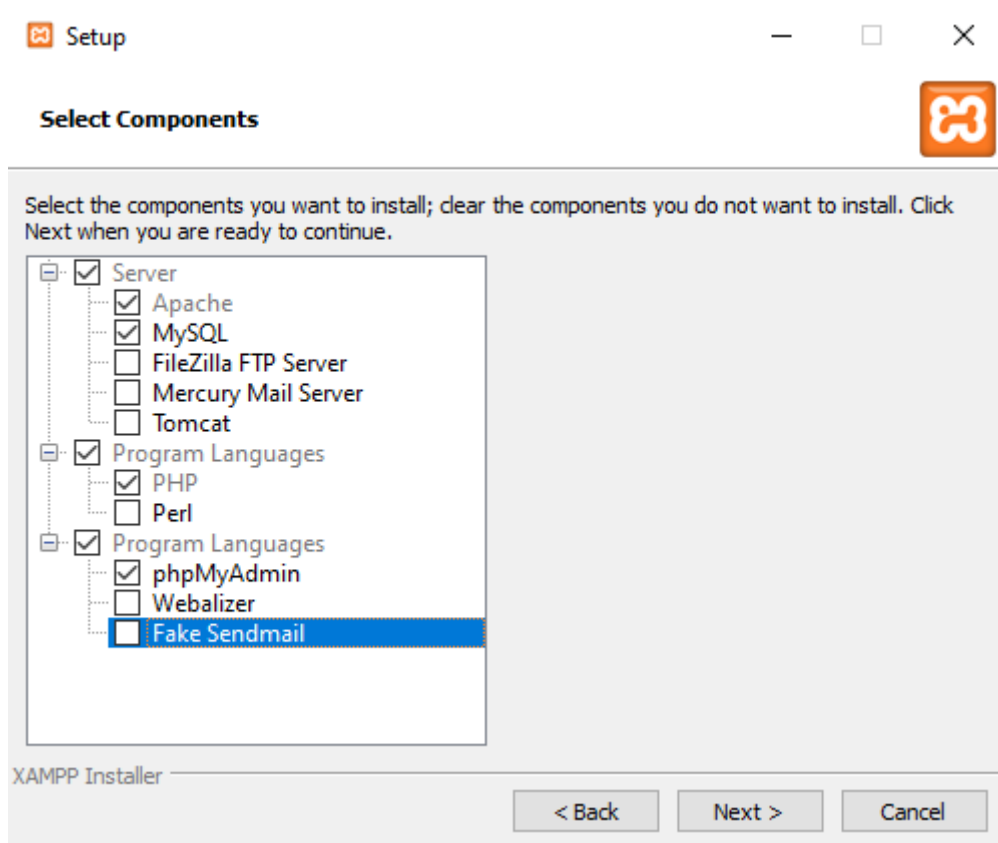 Setup
Select Components
Select the components you want to install; clear the components you do not want to install. Click
Next when you are ready to continue.
Server
Apache
MySQL
FileZilla FTP Server
Mercury Mail Server
Tomcat
Program Languages
PHP
Perl
Program Languages
phpMyAdmin
Webalizer
Fake Sendmail
XAMPP Installer
< Back
Next >
Cancel